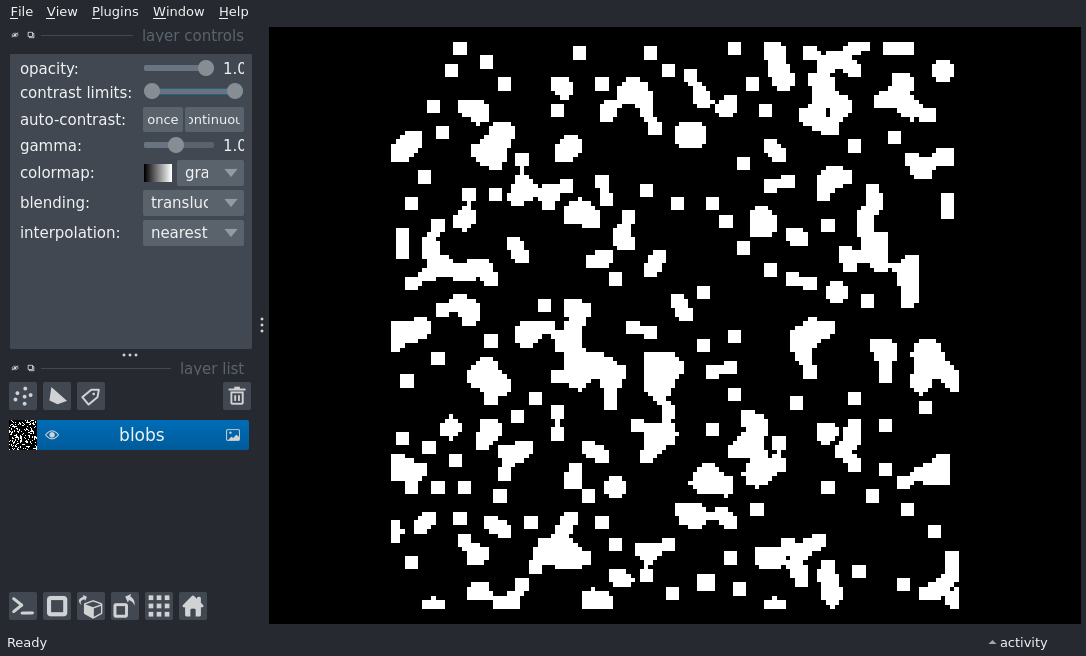 File View Plugins Window Help
layer controls
opacity: 1.0
contrast limits:
auto-contrast: once ontinuou
gamma: 1.0
colormap: gra
blending: transluc
interpolation: nearest
layer list
blobs
Ready activity